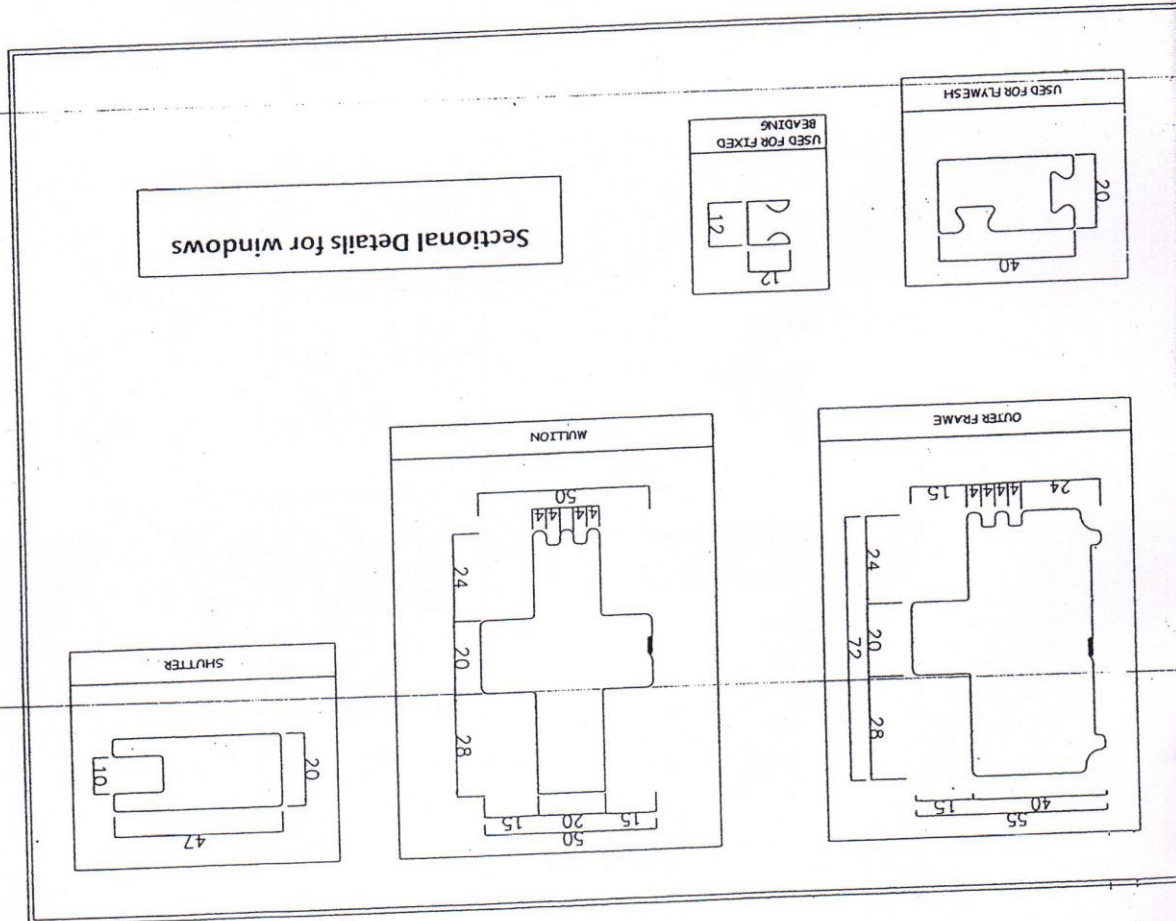 55
40 15
28
20
72
24
24 4 4 4 4 15
OUTER FRAME
50
15 20 15
28
20
24
4 4 4 4
50
MULLION
47
20
10
SHUTTER
40
20
USED FOR FLYMESH
12
12
USED FOR FIXED
BEADING
Sectional Details for windows